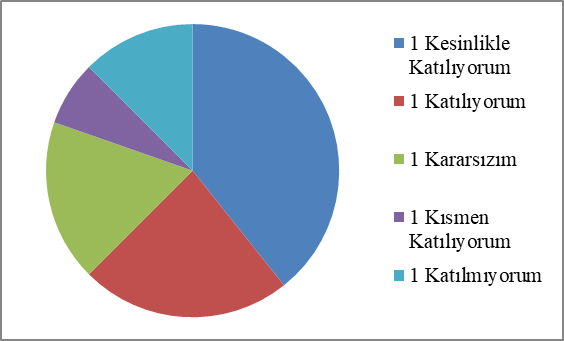 1 Kesinlikle
Katılıyorum
1 Katılıyorum
1 Kararsızım
1 Kısmen
Katılıyorum
1 Katılmıyorum